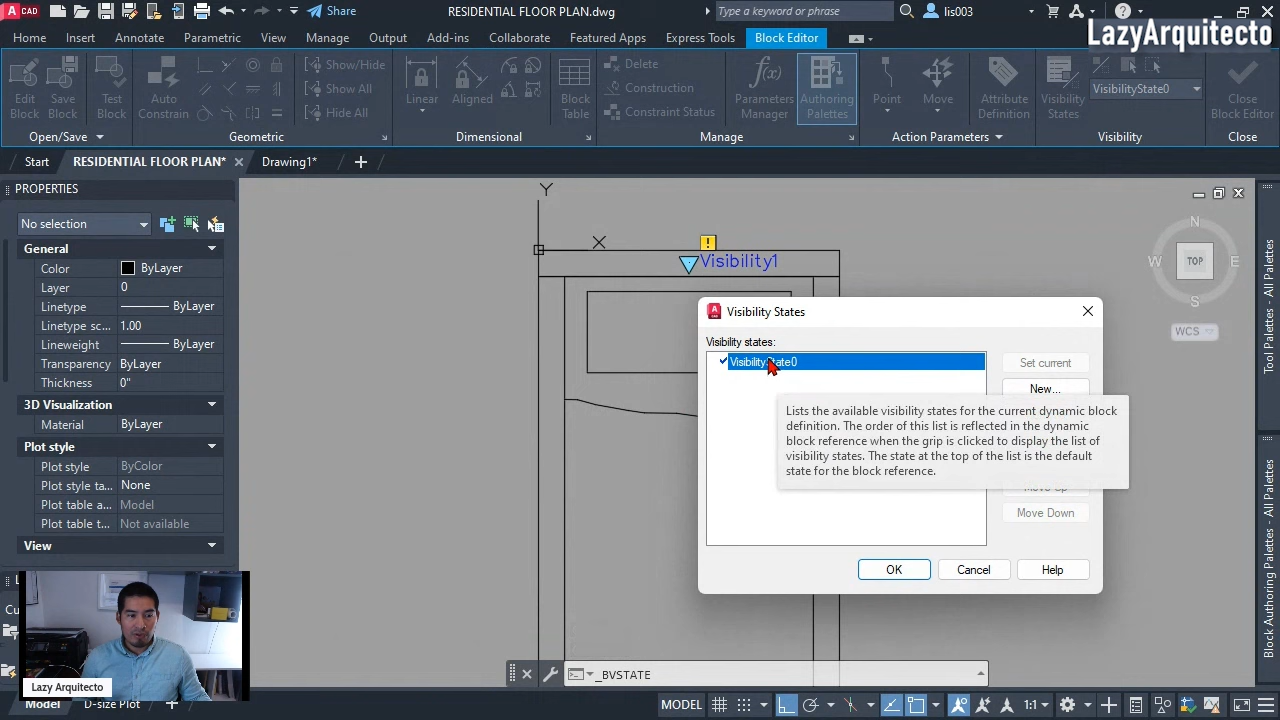 CAD
Share
RESIDENTIAL FLOOR PLAN.dwg
Type a keyword or phrase
lis003
LazyArquitecto
Home
Insert
Annotate
Parametric
View
Manage
Output
Add-ins
Collaborate
Featured Apps
Express Tools
Block Editor
Edit
Block
Save
Block
Test
Block
Auto
Constrain
Show/Hide
Show All
Hide All
Linear
Aligned
Block
Table
Delete
Construction
Constraint Status
Parameters
Manager
Authoring
Palettes
Point
Move
Attribute
Definition
Visibility
States
VisibilityState0
Close
Block Editor
Open/Save
Geometric
Dimensional
Manage
Action Parameters
Visibility
Close
Start
RESIDENTIAL FLOOR PLAN*
Drawing1*
PROPERTIES
No selection
General
Color ByLayer
Layer 0
Linetype ByLayer
Linetype sc... 1.00
Lineweight ByLayer
Transparency ByLayer
Thickness 0"
3D Visualization
Material ByLayer
Plot style
Plot style ByColor
Plot style ta... None
Plot table a... Model
Plot table t... Not available
View
Cu
Lazy Arquitecto
Y
X
!
Visibility1
N
W
TOP
E
S
WCS
Visibility States
Visibility states:
Set current
New...
Lists the available visibility states for the current dynamic block
definition. The order of this list is reflected in the dynamic
block reference when the grip is clicked to display the list of
visibility states. The state at the top of the list is the default
state for the block reference.
Move Up
Move Down
OK
Cancel
Help
Tool Palettes - All Palettes
Block Authoring Palettes - All Palettes
_BVSTATE
Model
D-size Plot
MODEL
1:1